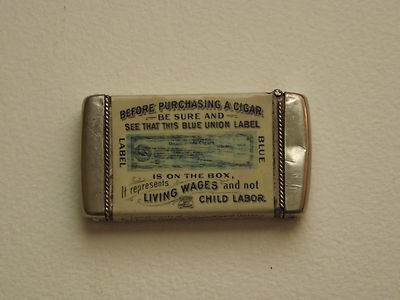 BEFORE PURCHASING A CIGAR
BE SURE AND
SEE THAT THIS BLUE UNION LABEL
LABEL
BLUE
IS ON THE BOX,
It represents LIVING WAGES and not
CHILD LABOR.